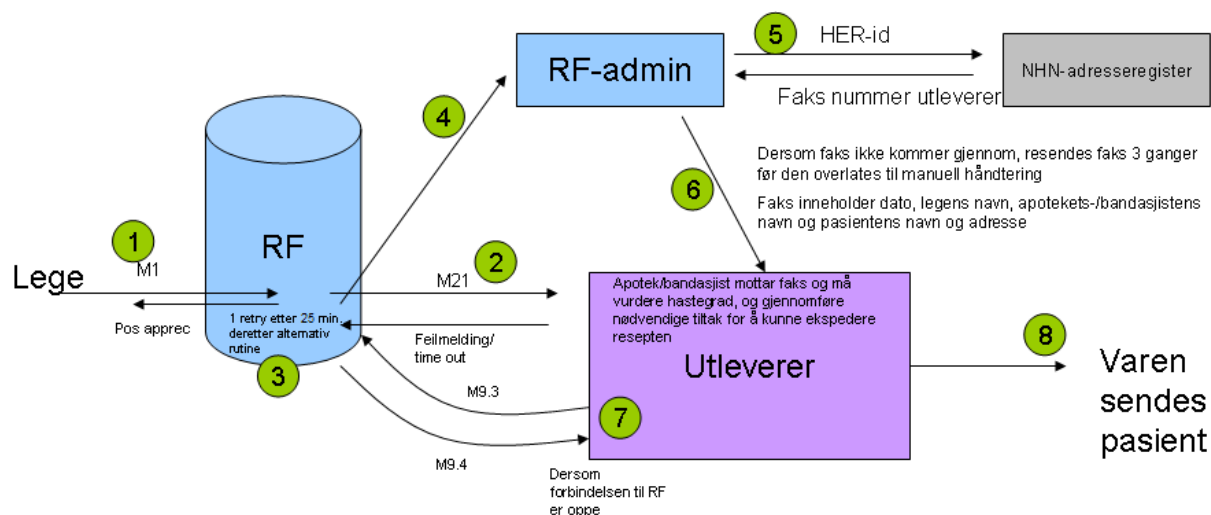 5
HER-id
RF-admin
NHN-adresseregister
Faks nummer utleverer
4
Dersom faks ikke kommer gjennom, resendes faks 3 ganger
før den overlates til manuell håndtering
6
Faks inneholder dato, legens navn, apotekets-/bandasjistens
navn og pasientens navn og adresse
1
RF
2
Lege
M1
M21
Apotek/bandasjist mottar faks og må
vurdere hastegrad, og gjennomføre
nødvendige tiltak for å kunne ekspedere
resepten
Pos apprec
1 retry etter 25 min,
deretter alternativ
rutine
Feilmelding/
time out
8
3
Utleverer
Varen
sendes
pasient
M9.3
7
M9.4
Dersom
forbindelsen til RF
er oppe